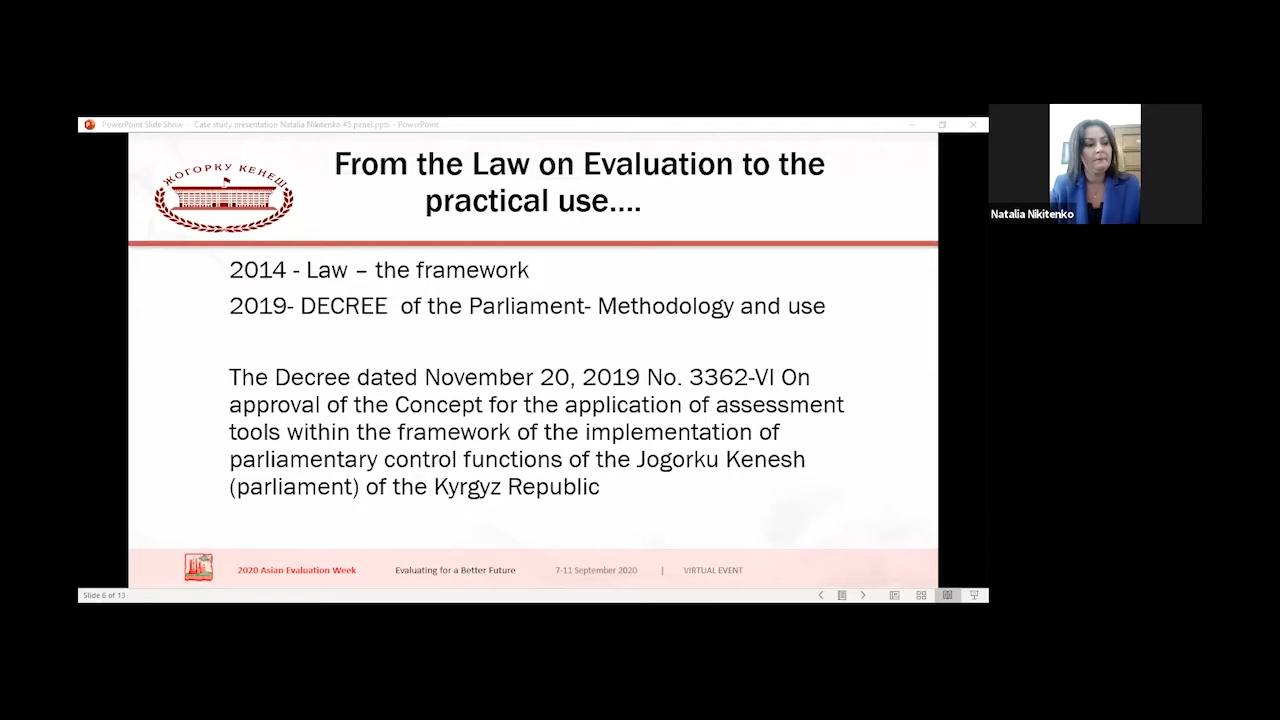 PowerPoint Slide Show - Case study presentation Natalia Nikitenko #5 panel.pptx - PowerPoint
ЖОГОРКУ КЕНЕШ
From the Law on Evaluation to the
practical use....
Natalia Nikitenko
2014 - Law – the framework
2019- DECREE of the Parliament- Methodology and use
The Decree dated November 20, 2019 No. 3362-VI On
approval of the Concept for the application of assessment
tools within the framework of the implementation of
parliamentary control functions of the Jogorku Kenesh
(parliament) of the Kyrgyz Republic
2020 Asian Evaluation Week Evaluating for a Better Future 7-11 September 2020 | VIRTUAL EVENT
Slide 6 of 13